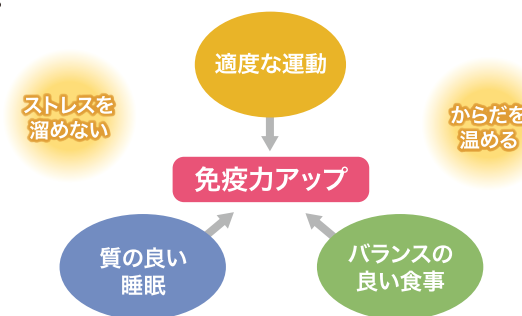 適度な運動
ストレスを
溜めない
からだを
温める
免疫力アップ
質の良い
睡眠
バランスの
良い食事